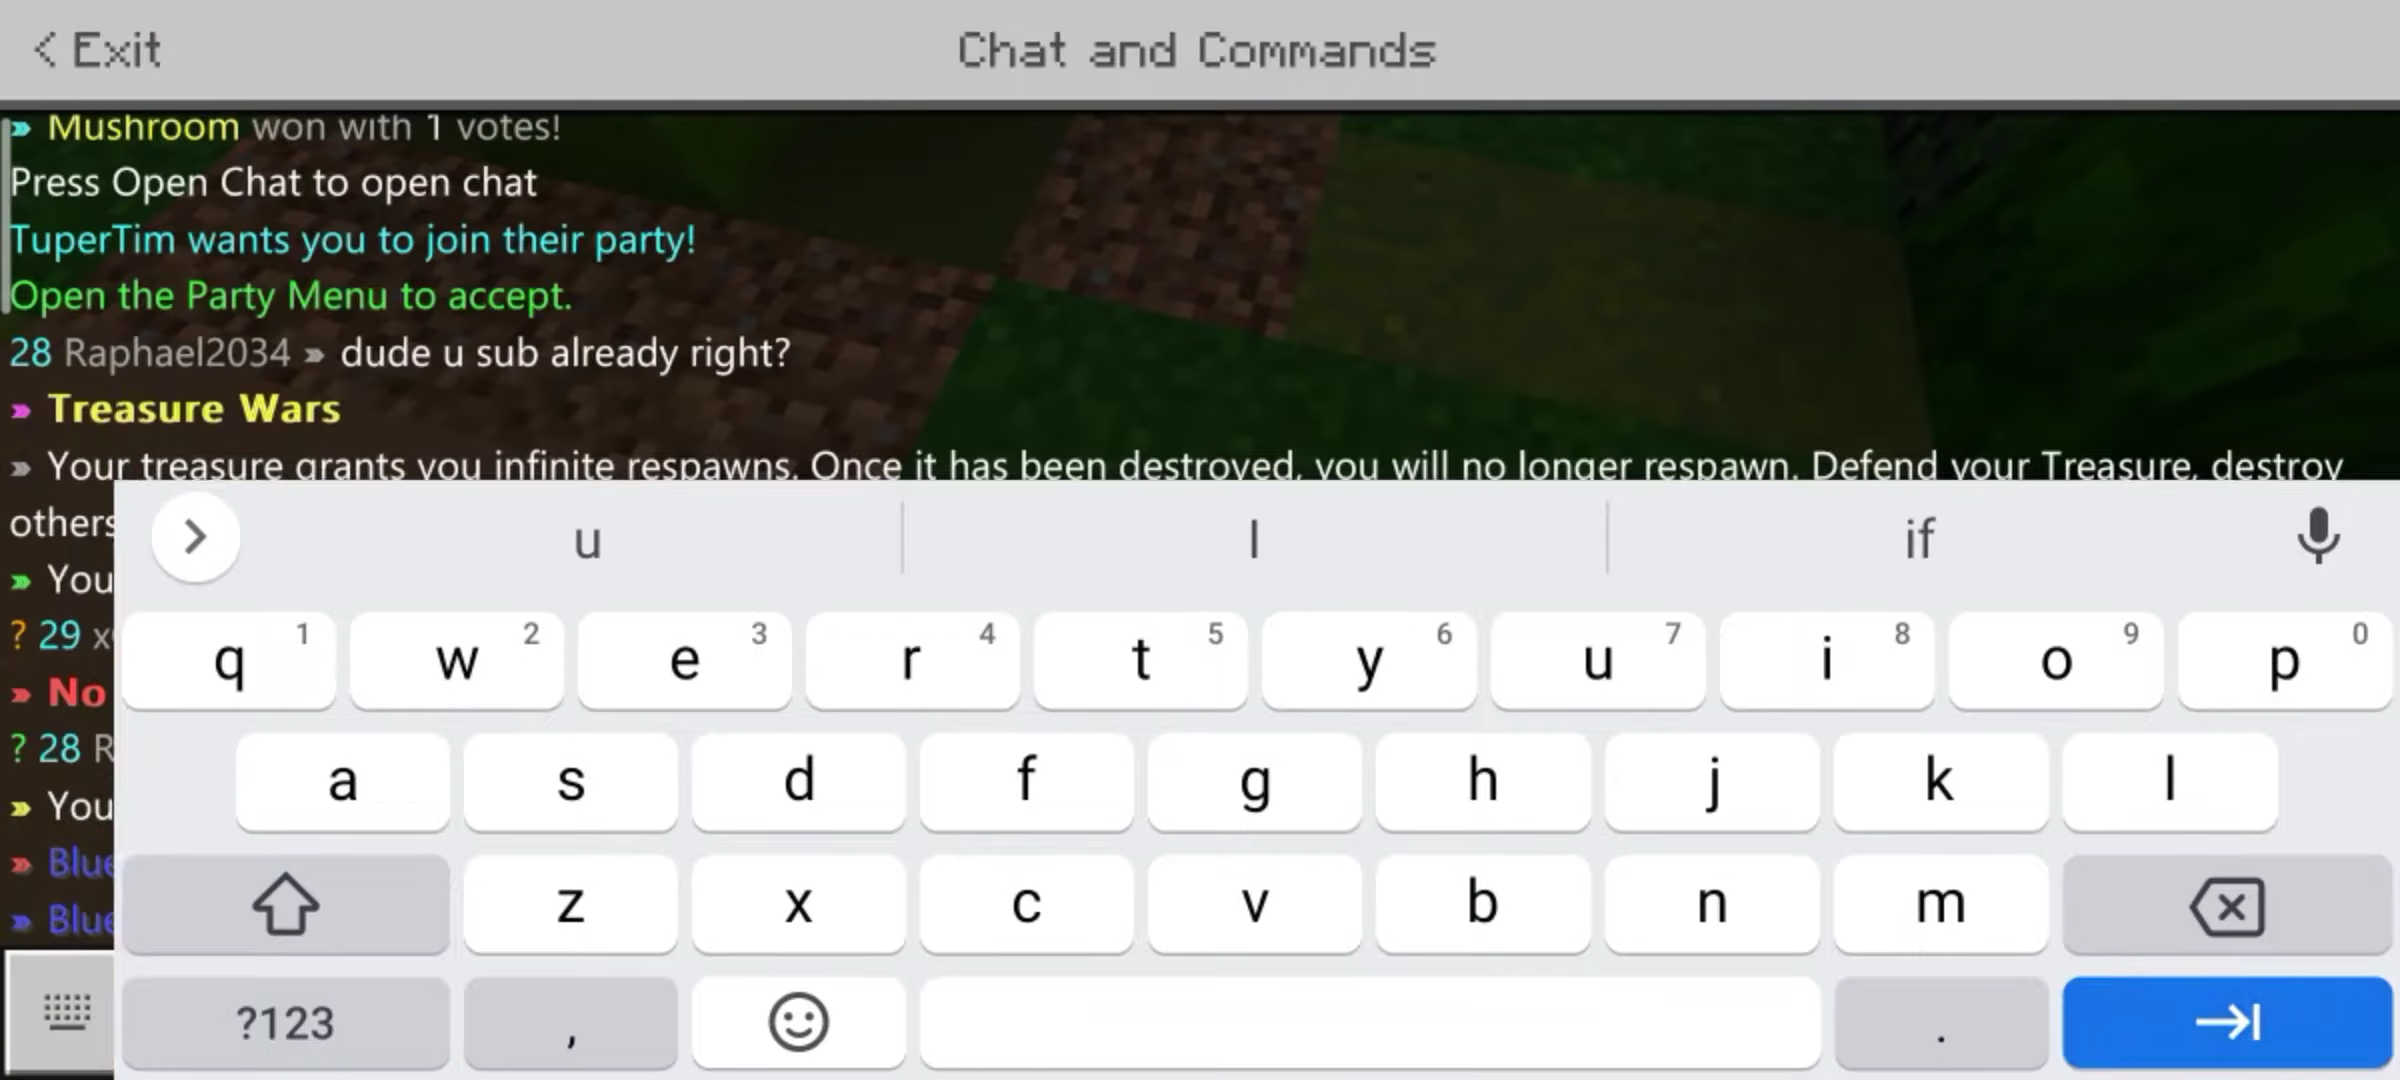 < Exit
Chat and Commands
» Mushroom won with 1 votes!
Press Open Chat to open chat
TuperTim wants you to join their party!
Open the Party Menu to accept.
28 Raphael2034 » dude u sub already right?
» Treasure Wars
» Your treasure grants you infinite respawns. Once it has been destroyed, you will no longer respawn. Defend your Treasure, destroy
others
» You
? 29 x
» No
? 28 R
» You
» Blue
» Blue
u l if
q 1 w 2 e 3 r 4 t 5 y 6 u 7 i 8 o 9 p 0
a s d f g h j k l
z x c v b n m
?123 , .